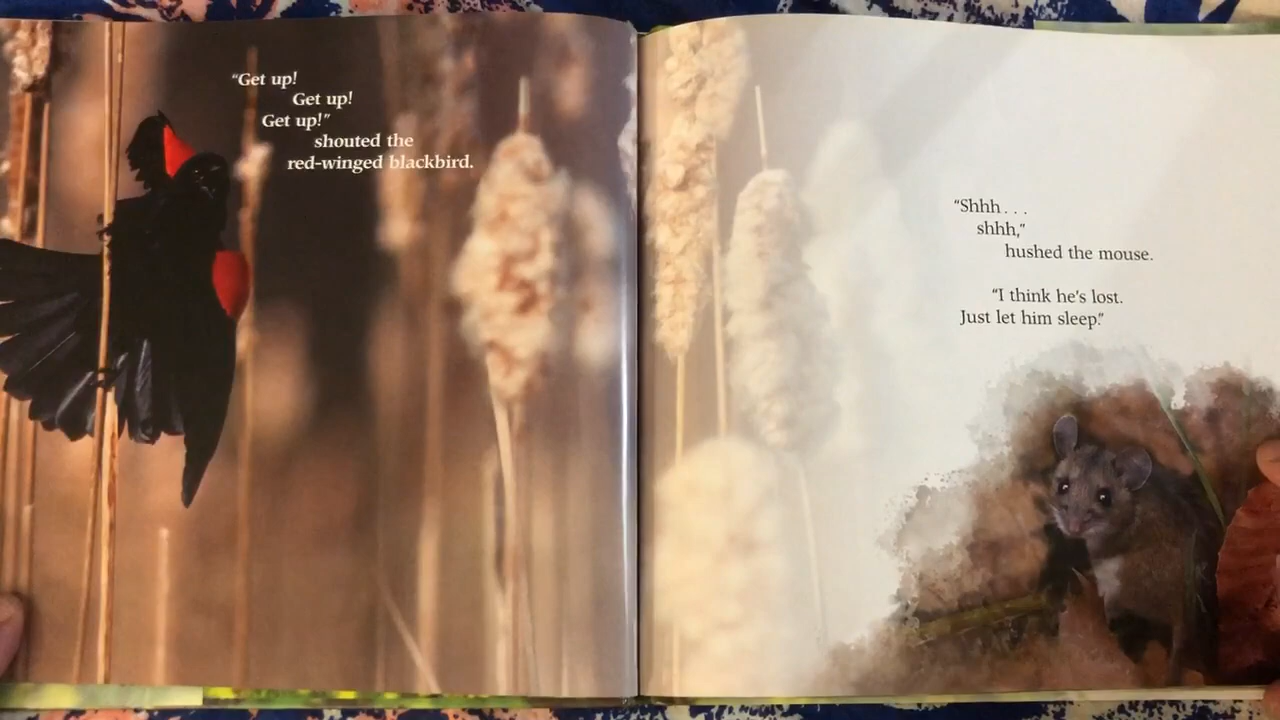 “Get up!
Get up!
Get up!”
shouted the
red-winged blackbird.
“Shhh . . .
shhh,”
hushed the mouse.
“I think he's lost.
Just let him sleep.”